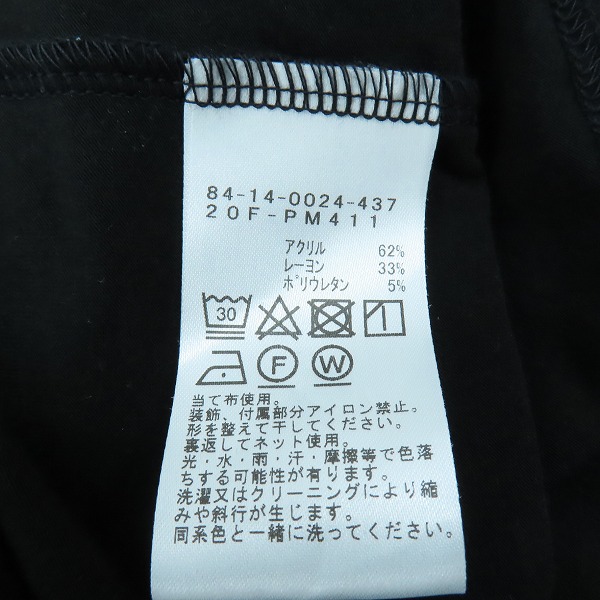 84-14-0024-437
20F-PM411
アクリル 62%
レーヨン 33%
ポリウレタン 5%
30
F W
当て布使用。
装飾、付属部分アイロン禁止。
形を整えて干してください。
裏返してネット使用。
光・水・雨・汗・摩擦等で色落
ちする可能性が有ります。
洗濯又はクリーニングにより縮
みや斜行が生じます。
同系色と一緒に洗ってください。